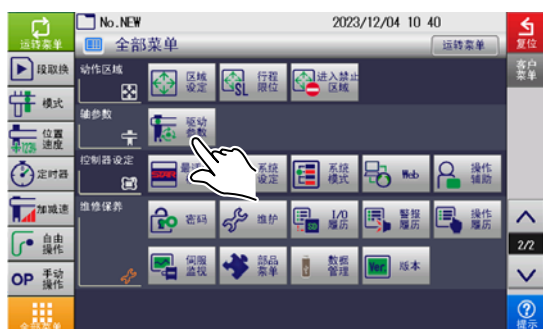 No.NEW
2023/12/04 10 40
运转菜单
全部菜单
运转菜单
复位
段取换
模式
位置
速度
定时器
加减速
自由
操作
OP 手动
操作
全部菜单
动作区域
区域
设定
行程
限位
SL
进入禁止
区域
轴参数
驱动
参数
控制器设定
STAR
系统
设定
系统
模式
Web
操作
辅助
维修保养
密码
维护
I/O
履历
警报
履历
操作
履历
伺服
监视
部品
菜单
数据
管理
Ver.
版本
客户
菜单
2/2
提示